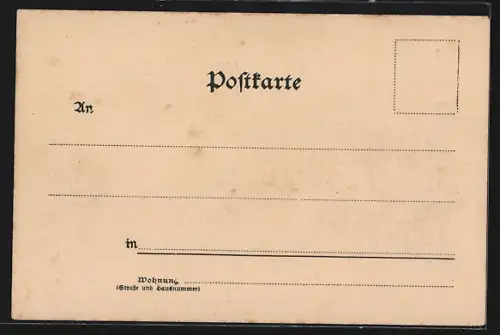 Postkarte
An
in
Wohnung
(Straße und Hausnummer)